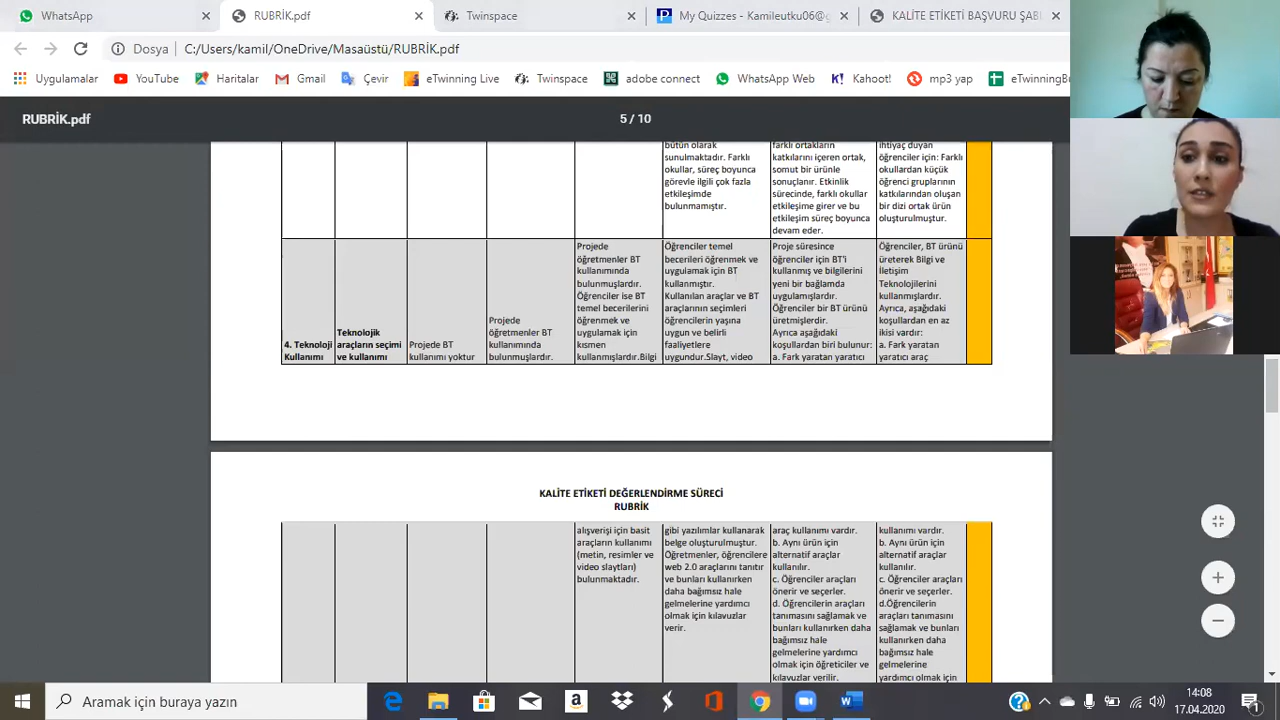 WhatsApp
RUBRİK.pdf
Twinspace
My Quizzes - Kamileutku06@g
KALİTE ETİKETİ BAŞVURU ŞAB
Dosya
C:/Users/kamil/OneDrive/Masaüstü/RUBRİK.pdf
Uygulamalar
YouTube
Haritalar
Gmail
Çevir
eTwinning Live
Twinspace
adobe connect
WhatsApp Web
Kahoot!
mp3 yap
eTwinningBu
RUBRİK.pdf
5 / 10
bütün olarak
sunulmaktadır. Farklı
okullar, süreç boyunca
görevle ilgili çok fazla
etkileşimde
bulunmamıştır.
farklı ortakların
katkılarını içeren ortak,
somut bir ürünle
sonuçlanır. Etkinlik
sürecinde, farklı okullar
etkileşime girer ve bu
etkileşim süreç boyunca
devam eder.
ihtiyaç duyan
öğrenciler için: Farklı
okullardan küçük
öğrenci gruplarının
katkılarından oluşan
bir dizi ortak ürün
oluşturulmuştur.
4. Teknoloji
Kullanımı
Teknolojik
araçların seçimi
ve kullanımı
Projede BT
kullanımı yoktur
Projede
öğretmenler BT
kullanımında
bulunmuşlardır.
Projede
öğretmenler BT
kullanımında
bulunmuşlardır.
Öğrenciler ise BT
temel becerilerini
öğrenmek ve
uygulamak için
kısmen
kullanmışlardır.Bilgi
Öğrenciler temel
becerileri öğrenmek ve
uygulamak için BT
kullanmıştır.
Kullanılan araçlar ve BT
araçlarının seçimleri
öğrencilerin yaşına
uygun ve belirli
faaliyetlere
uygundur.Slayt, video
Proje süresince
öğrenciler için BT'i
kullanmış ve bilgilerini
yeni bir bağlamda
uygulamışlardır.
Öğrenciler bir BT ürünü
üretmişlerdir.
Ayrıca aşağıdaki
koşullardan biri bulunur:
a. Fark yaratan yaratıcı
Öğrenciler, BT ürünü
üreterek Bilgi ve
İletişim
Teknolojilerini
kullanmışlardır.
Ayrıca, aşağıdaki
koşullardan en az
ikisi vardır:
a. Fark yaratan
yaratıcı araç
KALİTE ETİKETİ DEĞERLENDİRME SÜRECİ
RUBRİK
alışverişi için basit
araçların kullanımı
(metin, resimler ve
video slaytları)
bulunmaktadır.
gibi yazılımlar kullanarak
belge oluşturulmuştur.
Öğretmenler, öğrencilere
web 2.0 araçlarını tanıtır
ve bunları kullanırken
daha bağımsız hale
gelmelerine yardımcı
olmak için kılavuzlar
verir.
araç kullanımı vardır.
b. Aynı ürün için
alternatif araçlar
kullanılır.
c. Öğrenciler araçları
önerir ve seçerler.
d. Öğrencilerin araçları
tanımasını sağlamak ve
bunları kullanırken daha
bağımsız hale
gelmelerine yardımcı
olmak için öğreticiler ve
kılavuzlar verilir.
kullanımı vardır.
b. Aynı ürün için
alternatif araçlar
kullanılır.
c. Öğrenciler araçları
önerir ve seçerler.
d.Öğrencilerin
araçları tanımasını
sağlamak ve bunları
kullanırken daha
bağımsız hale
gelmelerine
yardımcı olmak için
Aramak için buraya yazın
14:08
17.04.2020